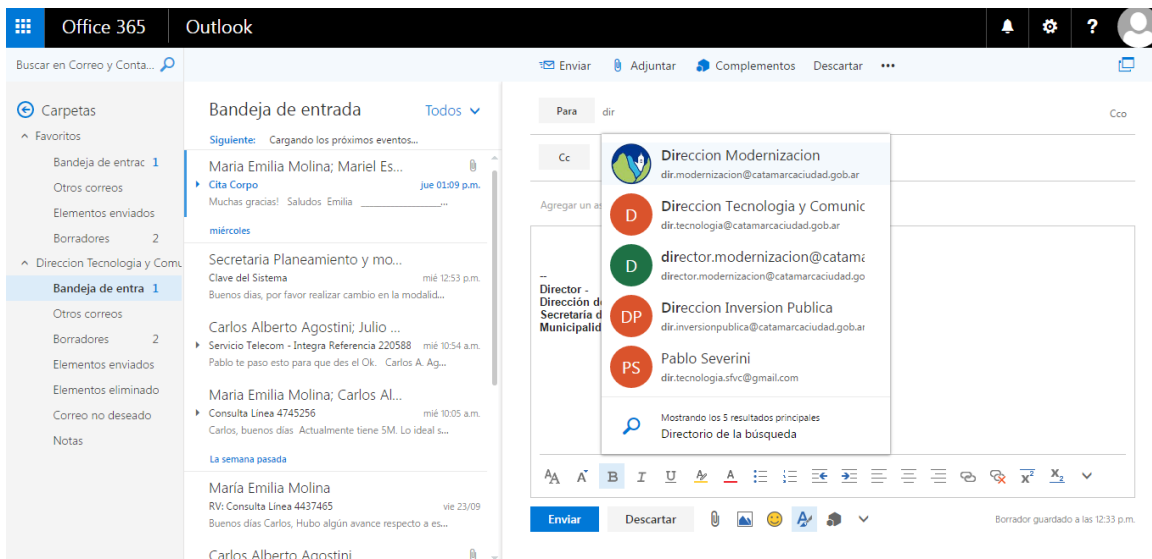 Office 365
Outlook
?
Buscar en Correo y Conta...
Enviar
Adjuntar
Complementos
Descartar
•••
Carpetas
Favoritos
Bandeja de entrac 1
Otros correos
Elementos enviados
Borradores 2
Direccion Tecnologia y Comu
Bandeja de entra 1
Otros correos
Borradores 2
Elementos enviados
Elementos eliminado
Correo no deseado
Notas
Bandeja de entrada
Todos
Siguiente: Cargando los próximos eventos...
Maria Emilia Molina; Mariel Es...
Cita Corpo
jue 01:09 p.m.
Muchas gracias! Saludos Emilia ________________...
miércoles
Secretaria Planeamiento y mo...
Clave del Sistema
mié 12:53 p.m.
Buenos dias, por favor realizar cambio en la modalid...
Carlos Alberto Agostini; Julio ...
Servicio Telecom - Integra Referencia 220588
mié 10:54 a.m.
Pablo te paso esto para que des el Ok. Carlos A. Ag...
Maria Emilia Molina; Carlos Al...
Consulta Línea 4745256
mié 10:05 a.m.
Carlos, buenos días Actualmente tiene 5M. Lo ideal s...
La semana pasada
María Emilia Molina
RV: Consulta Línea 4437465
vie 23/09
Buenos días Carlos, Hubo algún avance respecto a es...
Carlos Alberto Agostini
Para
dir
Cco
Cc
Agregar un as
--
Director -
Dirección de
Secretaría d
Municipalid
Direccion Modernizacion
dir.modernizacion@catamarcaciudad.gob.ar
D
Direccion Tecnologia y Comunic
dir.tecnologia@catamarcaciudad.gob.ar
D
director.modernizacion@catama
director.modernizacion@catamarcaciudad.go
DP
Direccion Inversion Publica
dir.inversionpublica@catamarcaciudad.gob.ar
PS
Pablo Severini
dir.tecnologia.sfvc@gmail.com
Mostrando los 5 resultados principales
Directorio de la búsqueda
AA A B I U A x² x₂
Enviar
Descartar
Borrador guardado a las 12:33 p.m.